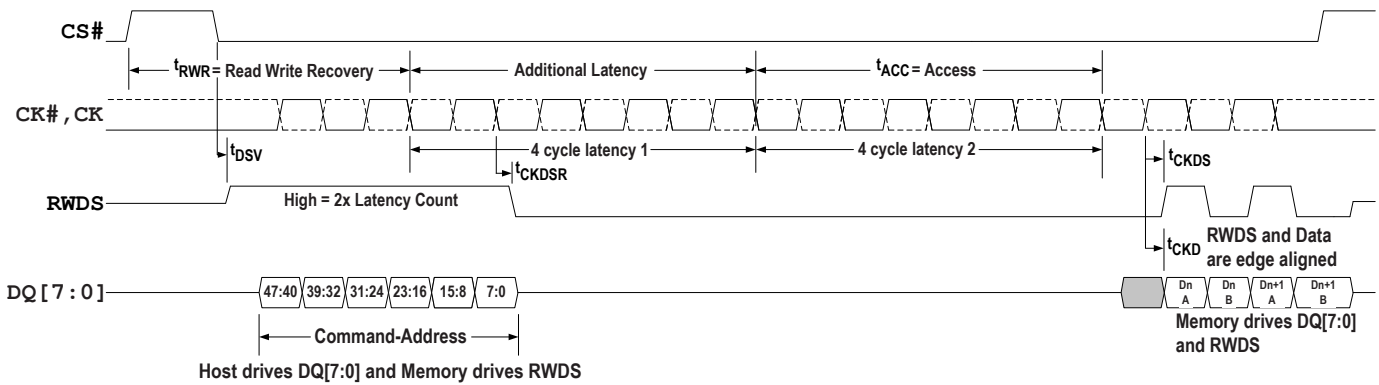 CS#
tRWR = Read Write Recovery
Additional Latency
tACC = Access
CK#,CK
4 cycle latency 1
4 cycle latency 2
tDSV
tCKDSR
tCKDS
RWDS
High = 2x Latency Count
tCKD
RWDS and Data
are edge aligned
DQ[7:0]
47:40 39:32 31:24 23:16 15:8 7:0
Dn
A
Dn
B
Dn+1
A
Dn+1
B
Command-Address
Memory drives DQ[7:0]
and RWDS
Host drives DQ[7:0] and Memory drives RWDS